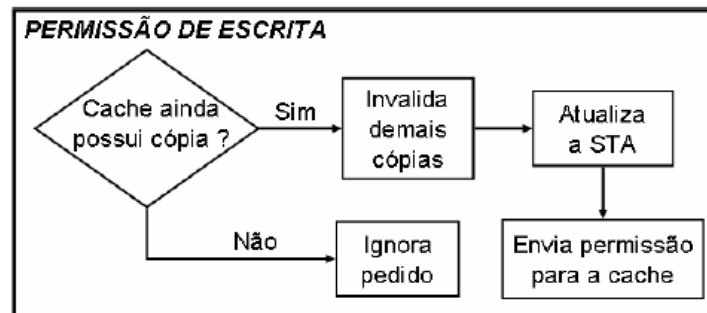 PERMISSÃO DE ESCRITA
Cache ainda
possui cópia ?
Sim
Invalida
demais
cópias
Atualiza
a STA
Não
Ignora
pedido
Envia permissão
para a cache